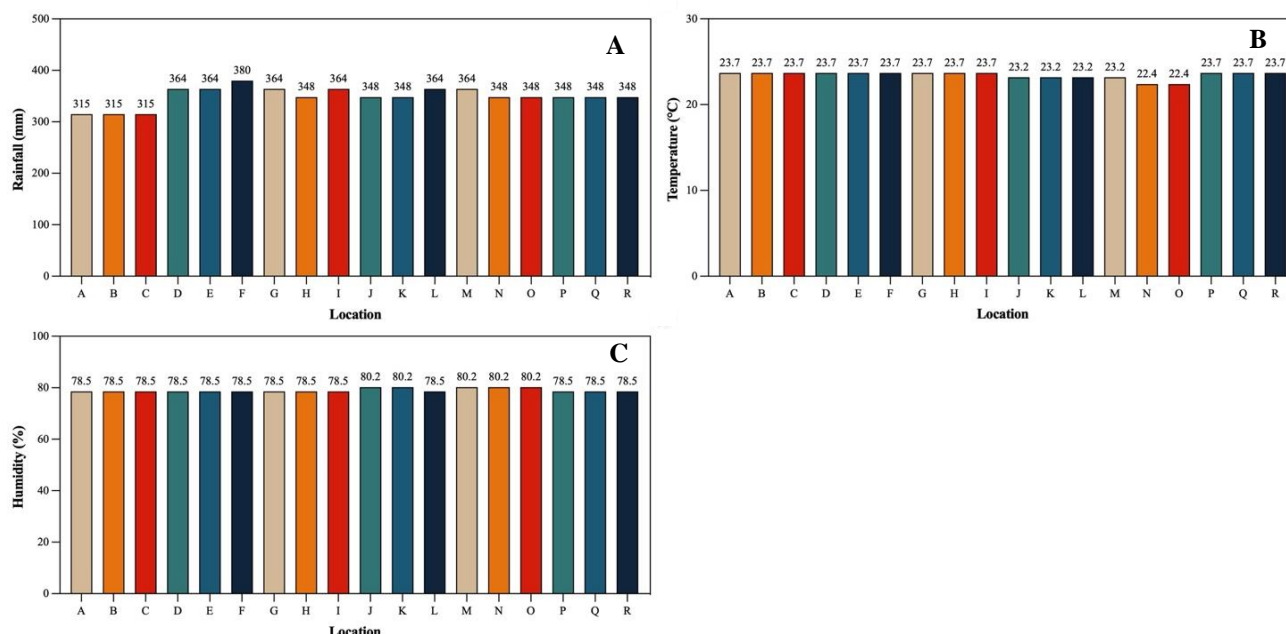 A
500
400
300
200
100
0
Rainfall (mm)
315 315 315 364 364 380 364 348 364 348 348 364 364 348 348 348 348 348
A B C D E F G H I J K L M N O P Q R
Location
B
30
20
10
0
Temperature (°C)
23.7 23.7 23.7 23.7 23.7 23.7 23.7 23.7 23.7 23.2 23.2 23.2 23.2 22.4 22.4 23.7 23.7 23.7
A B C D E F G H I J K L M N O P Q R
Location
C
100
80
60
40
20
0
Humidity (%)
78.5 78.5 78.5 78.5 78.5 78.5 78.5 78.5 78.5 80.2 80.2 78.5 80.2 80.2 80.2 78.5 78.5 78.5
A B C D E F G H I J K L M N O P Q R
Location